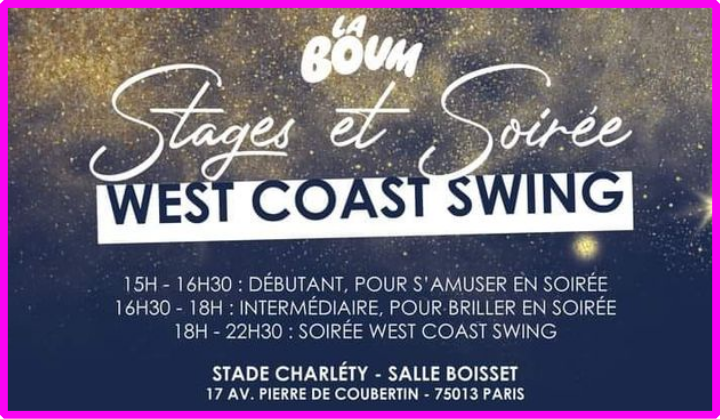 LA
BOUM
Stages et Soirée
WEST COAST SWING
15H - 16H30 : DÉBUTANT, POUR S'AMUSER EN SOIRÉE
16H30 - 18H : INTERMÉDIAIRE, POUR BRILLER EN SOIRÉE
18H - 22H30 : SOIRÉE WEST COAST SWING
STADE CHARLÉTY - SALLE BOISSET
17 AV. PIERRE DE COUBERTIN - 75013 PARIS